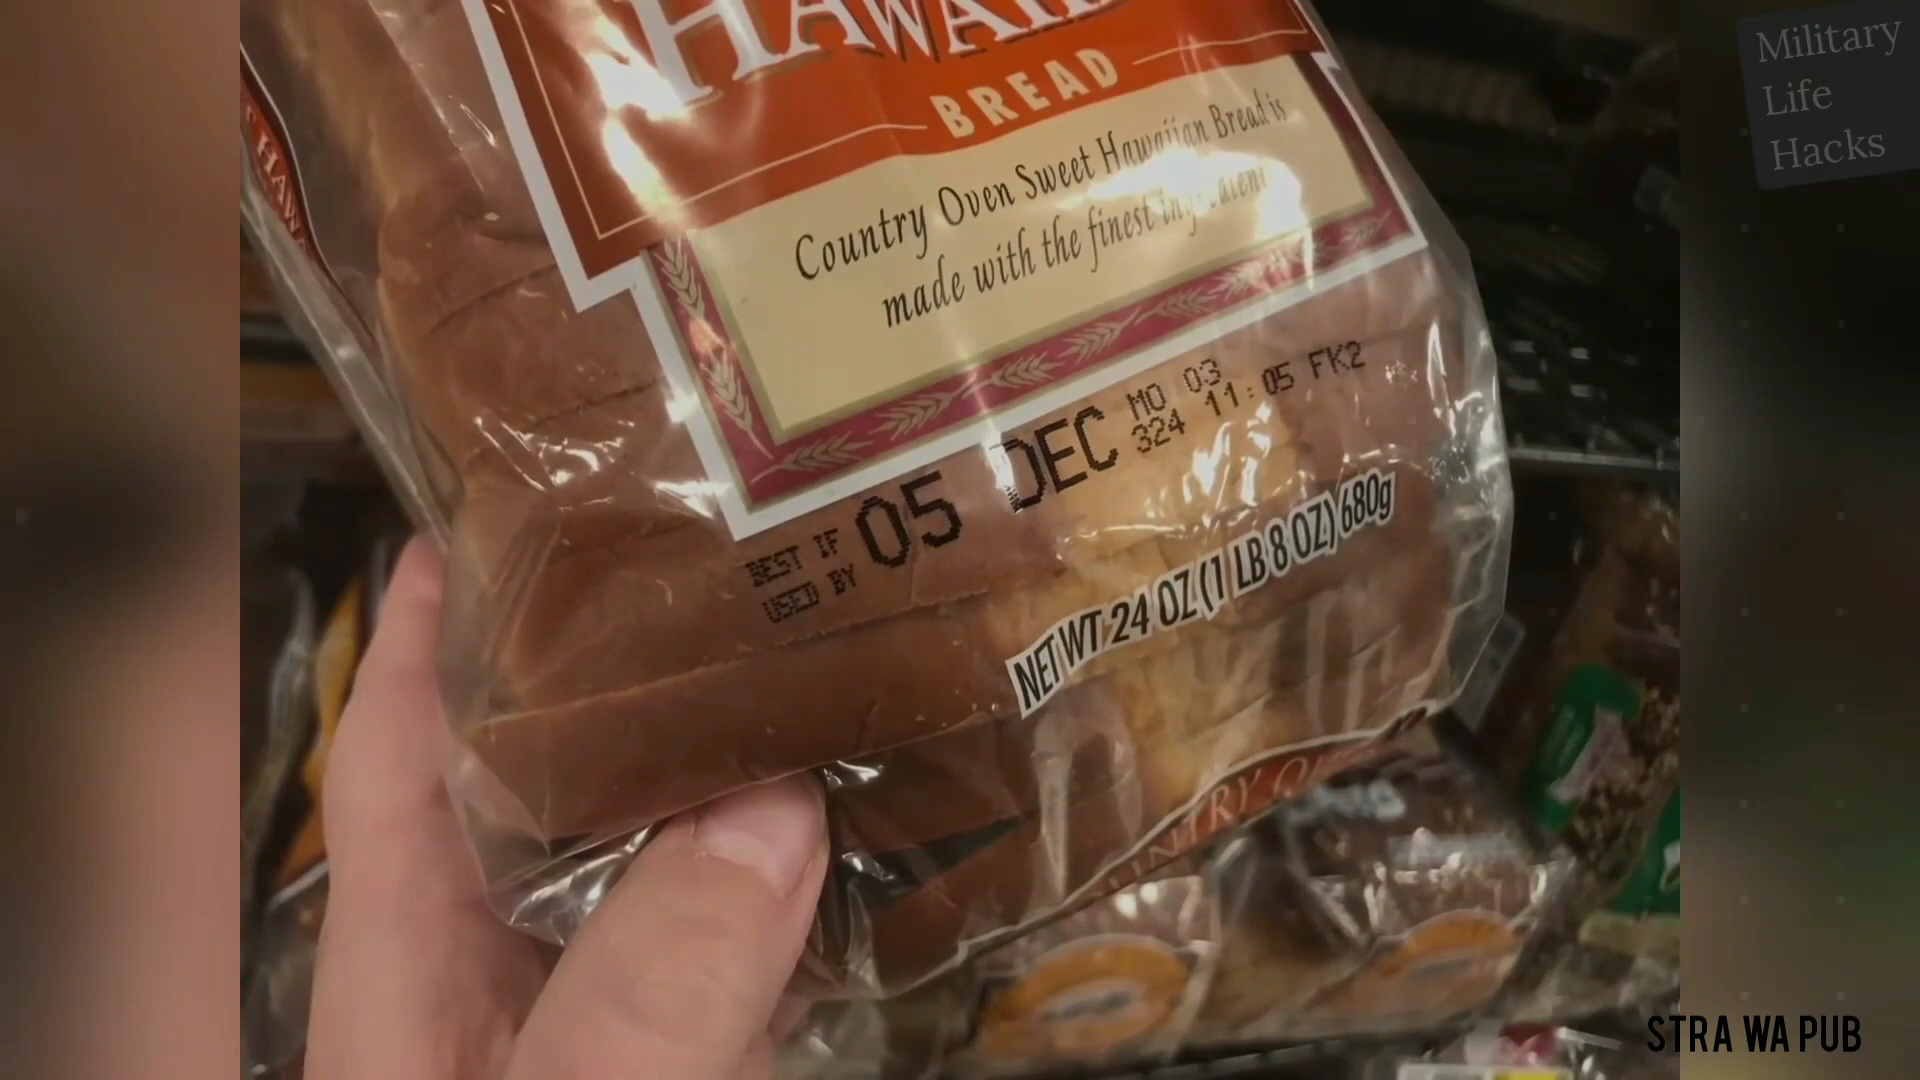 HAWAII
BREAD
Country Oven Sweet Hawaiian Bread is
made with the finest
BEST IF
USED BY
05 DEC
MO 03
324 11:05 FK2
NET WT 24 OZ (1 LB 8 OZ) 680g
HAWA
Military
Life
Hacks
STRA WA PUB